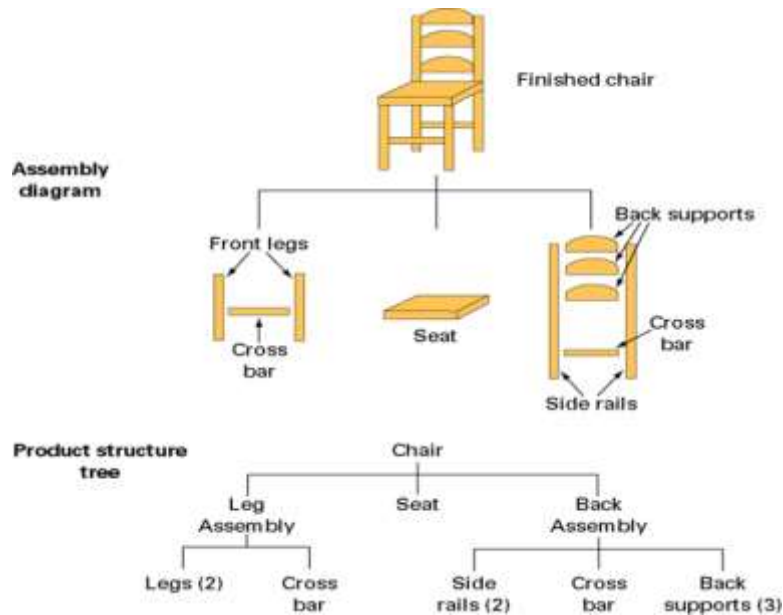 Finished chair
Assembly
diagram
Back supports
Front legs
Cross
bar
Seat
Cross
bar
Side rails
Product structure
tree
Chair
Leg
Assembly
Seat
Back
Assembly
Legs (2)
Cross
bar
Side
rails (2)
Cross
bar
Back
supports (3)